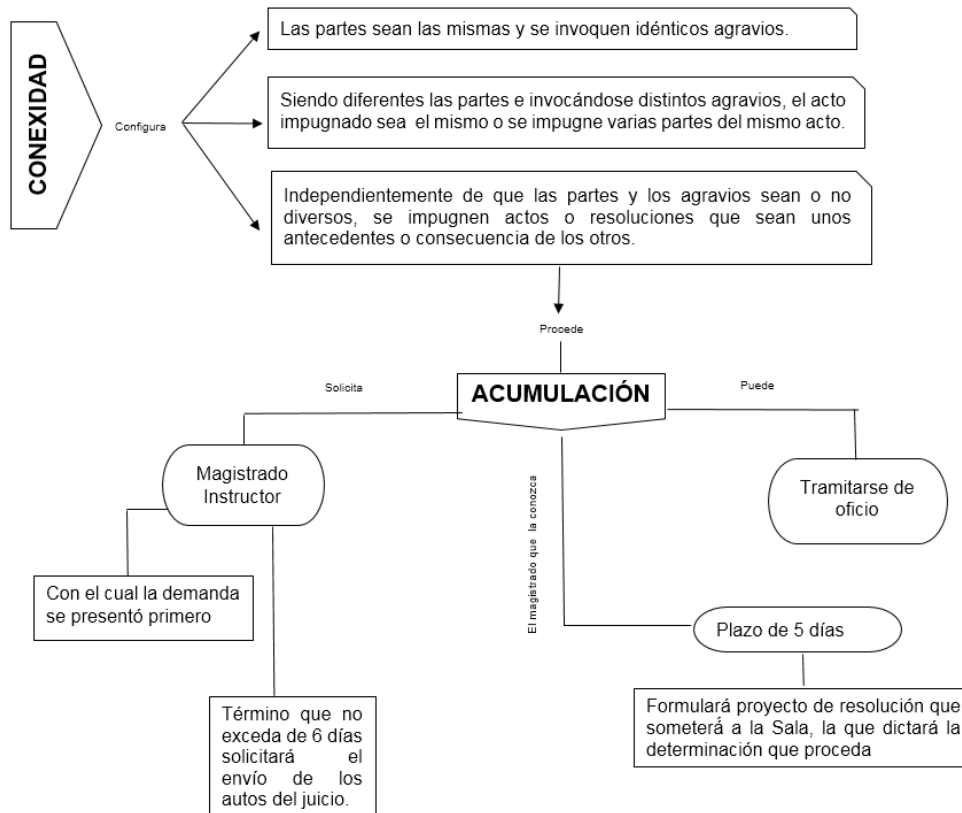 CONEXIDAD
Configura
Las partes sean las mismas y se invoquen idénticos agravios.
Siendo diferentes las partes e invocándose distintos agravios, el acto
impugnado sea el mismo o se impugne varias partes del mismo acto.
Independientemente de que las partes y los agravios sean o no
diversos, se impugnen actos o resoluciones que sean unos
antecedentes o consecuencia de los otros.
Procede
ACUMULACIÓN
Solicita
Puede
Magistrado
Instructor
Tramitarse de
oficio
El magistrado que la conozca
Con el cual la demanda
se presentó primero
Plazo de 5 días
Término que no
exceda de 6 días
solicitará el
envío de los
autos del juicio.
Formulará proyecto de resolución que
someterá a la Sala, la que dictará la
determinación que proceda